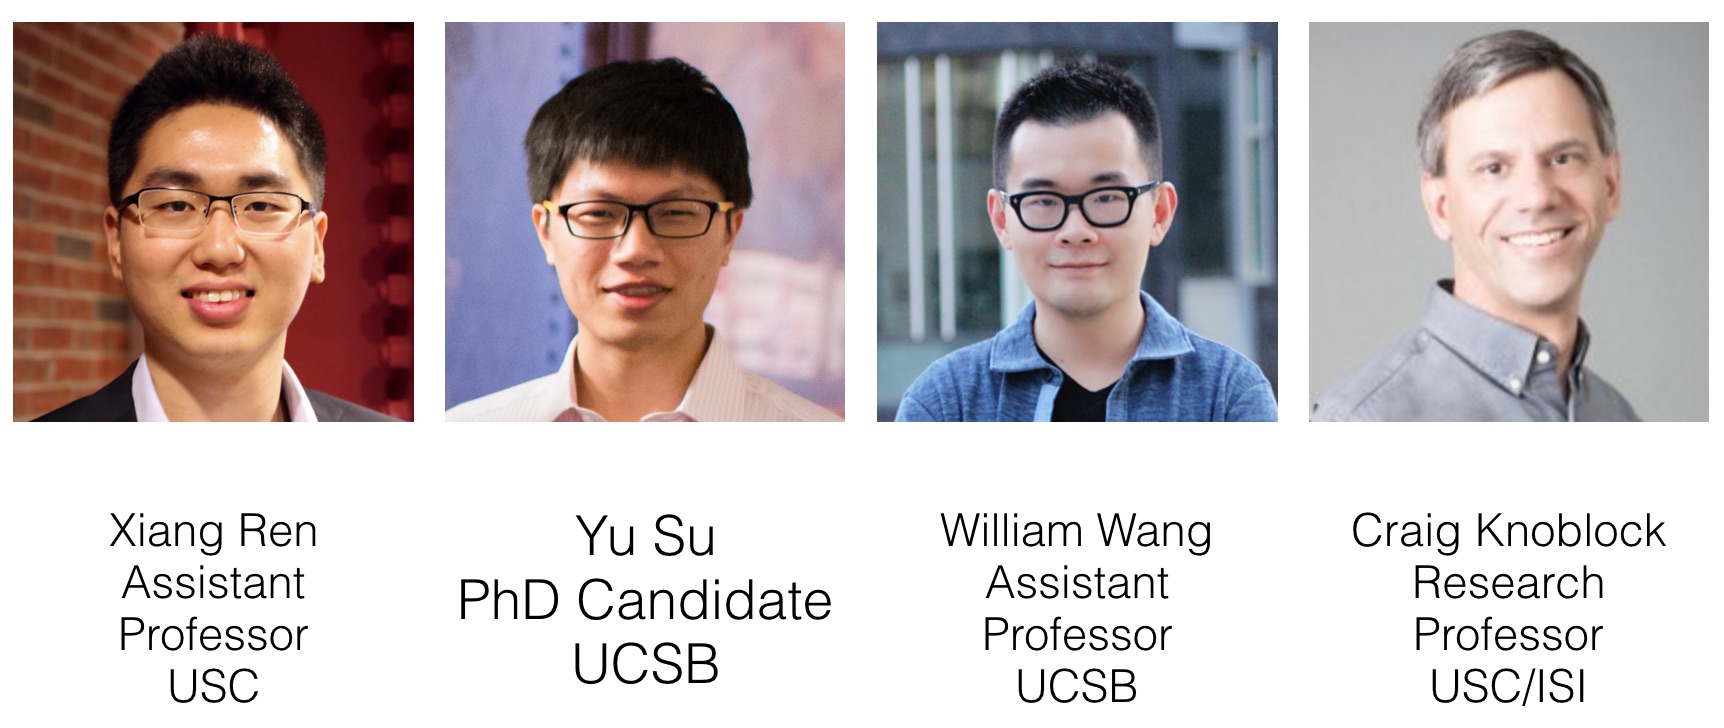 Xiang Ren
Assistant
Professor
USC
Yu Su
PhD Candidate
UCSB
William Wang
Assistant
Professor
UCSB
Craig Knoblock
Research
Professor
USC/ISI